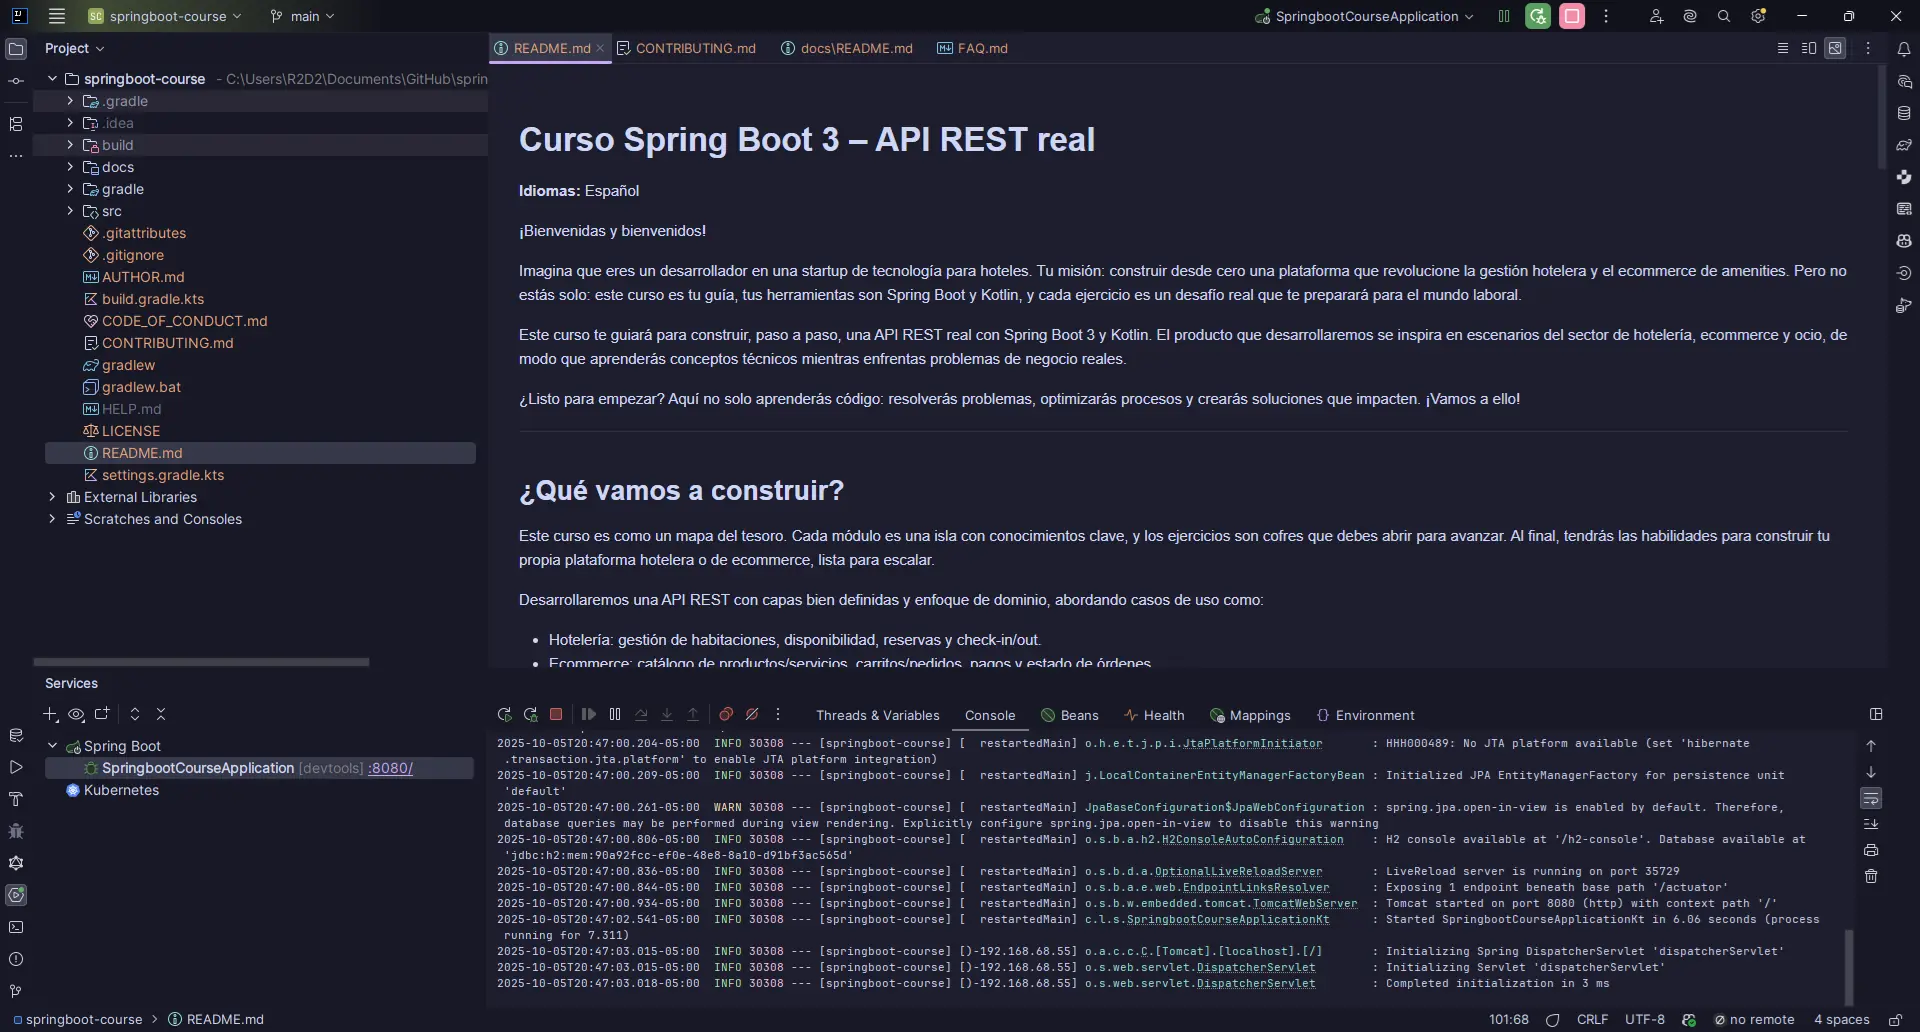 SC springboot-course main SpringbootCourseApplication
Project
README.md CONTRIBUTING.md docs\README.md FAQ.md
springboot-course - C:\Users\R2D2\Documents\GitHub\sprin
.gradle
.idea
build
docs
gradle
src
.gitattributes
.gitignore
AUTHOR.md
build.gradle.kts
CODE_OF_CONDUCT.md
CONTRIBUTING.md
gradlew
gradlew.bat
HELP.md
LICENSE
README.md
settings.gradle.kts
External Libraries
Scratches and Consoles
Curso Spring Boot 3 – API REST real
Idiomas: Español
¡Bienvenidas y bienvenidos!
Imagina que eres un desarrollador en una startup de tecnología para hoteles. Tu misión: construir desde cero una plataforma que revolucione la gestión hotelera y el ecommerce de amenities. Pero no
estás solo: este curso es tu guía, tus herramientas son Spring Boot y Kotlin, y cada ejercicio es un desafío real que te preparará para el mundo laboral.
Este curso te guiará para construir, paso a paso, una API REST real con Spring Boot 3 y Kotlin. El producto que desarrollaremos se inspira en escenarios del sector de hotelería, ecommerce y ocio, de
modo que aprenderás conceptos técnicos mientras enfrentas problemas de negocio reales.
¿Listo para empezar? Aquí no solo aprenderás código: resolverás problemas, optimizarás procesos y crearás soluciones que impacten. ¡Vamos a ello!
¿Qué vamos a construir?
Este curso es como un mapa del tesoro. Cada módulo es una isla con conocimientos clave, y los ejercicios son cofres que debes abrir para avanzar. Al final, tendrás las habilidades para construir tu
propia plataforma hotelera o de ecommerce, lista para escalar.
Desarrollaremos una API REST con capas bien definidas y enfoque de dominio, abordando casos de uso como:
• Hotelería: gestión de habitaciones, disponibilidad, reservas y check-in/out.
• Ecommerce: catálogo de productos/servicios, carritos/pedidos, pagos y estado de órdenes.
Services
Spring Boot
SpringbootCourseApplication [devtools] :8080/
Kubernetes
Threads & Variables Console Beans Health Mappings Environment
2025-10-05T20:47:00.204-05:00 INFO 30308 --- [springboot-course] [ restartedMain] o.h.e.t.j.p.i.JtaPlatformInitiator : HHH000489: No JTA platform available (set 'hibernate
.transaction.jta.platform' to enable JTA platform integration)
2025-10-05T20:47:00.209-05:00 INFO 30308 --- [springboot-course] [ restartedMain] j.LocalContainerEntityManagerFactoryBean : Initialized JPA EntityManagerFactory for persistence unit
'default'
2025-10-05T20:47:00.261-05:00 WARN 30308 --- [springboot-course] [ restartedMain] JpaBaseConfiguration$JpaWebConfiguration : spring.jpa.open-in-view is enabled by default. Therefore,
database queries may be performed during view rendering. Explicitly configure spring.jpa.open-in-view to disable this warning
2025-10-05T20:47:00.806-05:00 INFO 30308 --- [springboot-course] [ restartedMain] o.s.b.a.h2.H2ConsoleAutoConfiguration : H2 console available at '/h2-console'. Database available at
'jdbc:h2:mem:90a92fcc-ef0e-48e8-8a10-d91bf3ac565d'
2025-10-05T20:47:00.836-05:00 INFO 30308 --- [springboot-course] [ restartedMain] o.s.b.d.a.OptionalLiveReloadServer : LiveReload server is running on port 35729
2025-10-05T20:47:00.844-05:00 INFO 30308 --- [springboot-course] [ restartedMain] o.s.b.a.e.web.EndpointLinksResolver : Exposing 1 endpoint beneath base path '/actuator'
2025-10-05T20:47:00.934-05:00 INFO 30308 --- [springboot-course] [ restartedMain] o.s.b.w.embedded.tomcat.TomcatWebServer : Tomcat started on port 8080 (http) with context path '/'
2025-10-05T20:47:02.541-05:00 INFO 30308 --- [springboot-course] [ restartedMain] c.l.s.SpringbootCourseApplicationKt : Started SpringbootCourseApplicationKt in 6.06 seconds (process
running for 7.311)
2025-10-05T20:47:03.015-05:00 INFO 30308 --- [springboot-course] [)-192.168.68.55] o.a.c.c.C.[Tomcat].[localhost].[/] : Initializing Spring DispatcherServlet 'dispatcherServlet'
2025-10-05T20:47:03.015-05:00 INFO 30308 --- [springboot-course] [)-192.168.68.55] o.s.web.servlet.DispatcherServlet : Initializing Servlet 'dispatcherServlet'
2025-10-05T20:47:03.018-05:00 INFO 30308 --- [springboot-course] [)-192.168.68.55] o.s.web.servlet.DispatcherServlet : Completed initialization in 3 ms
springboot-course > README.md 101:68 CRLF UTF-8 no remote 4 spaces